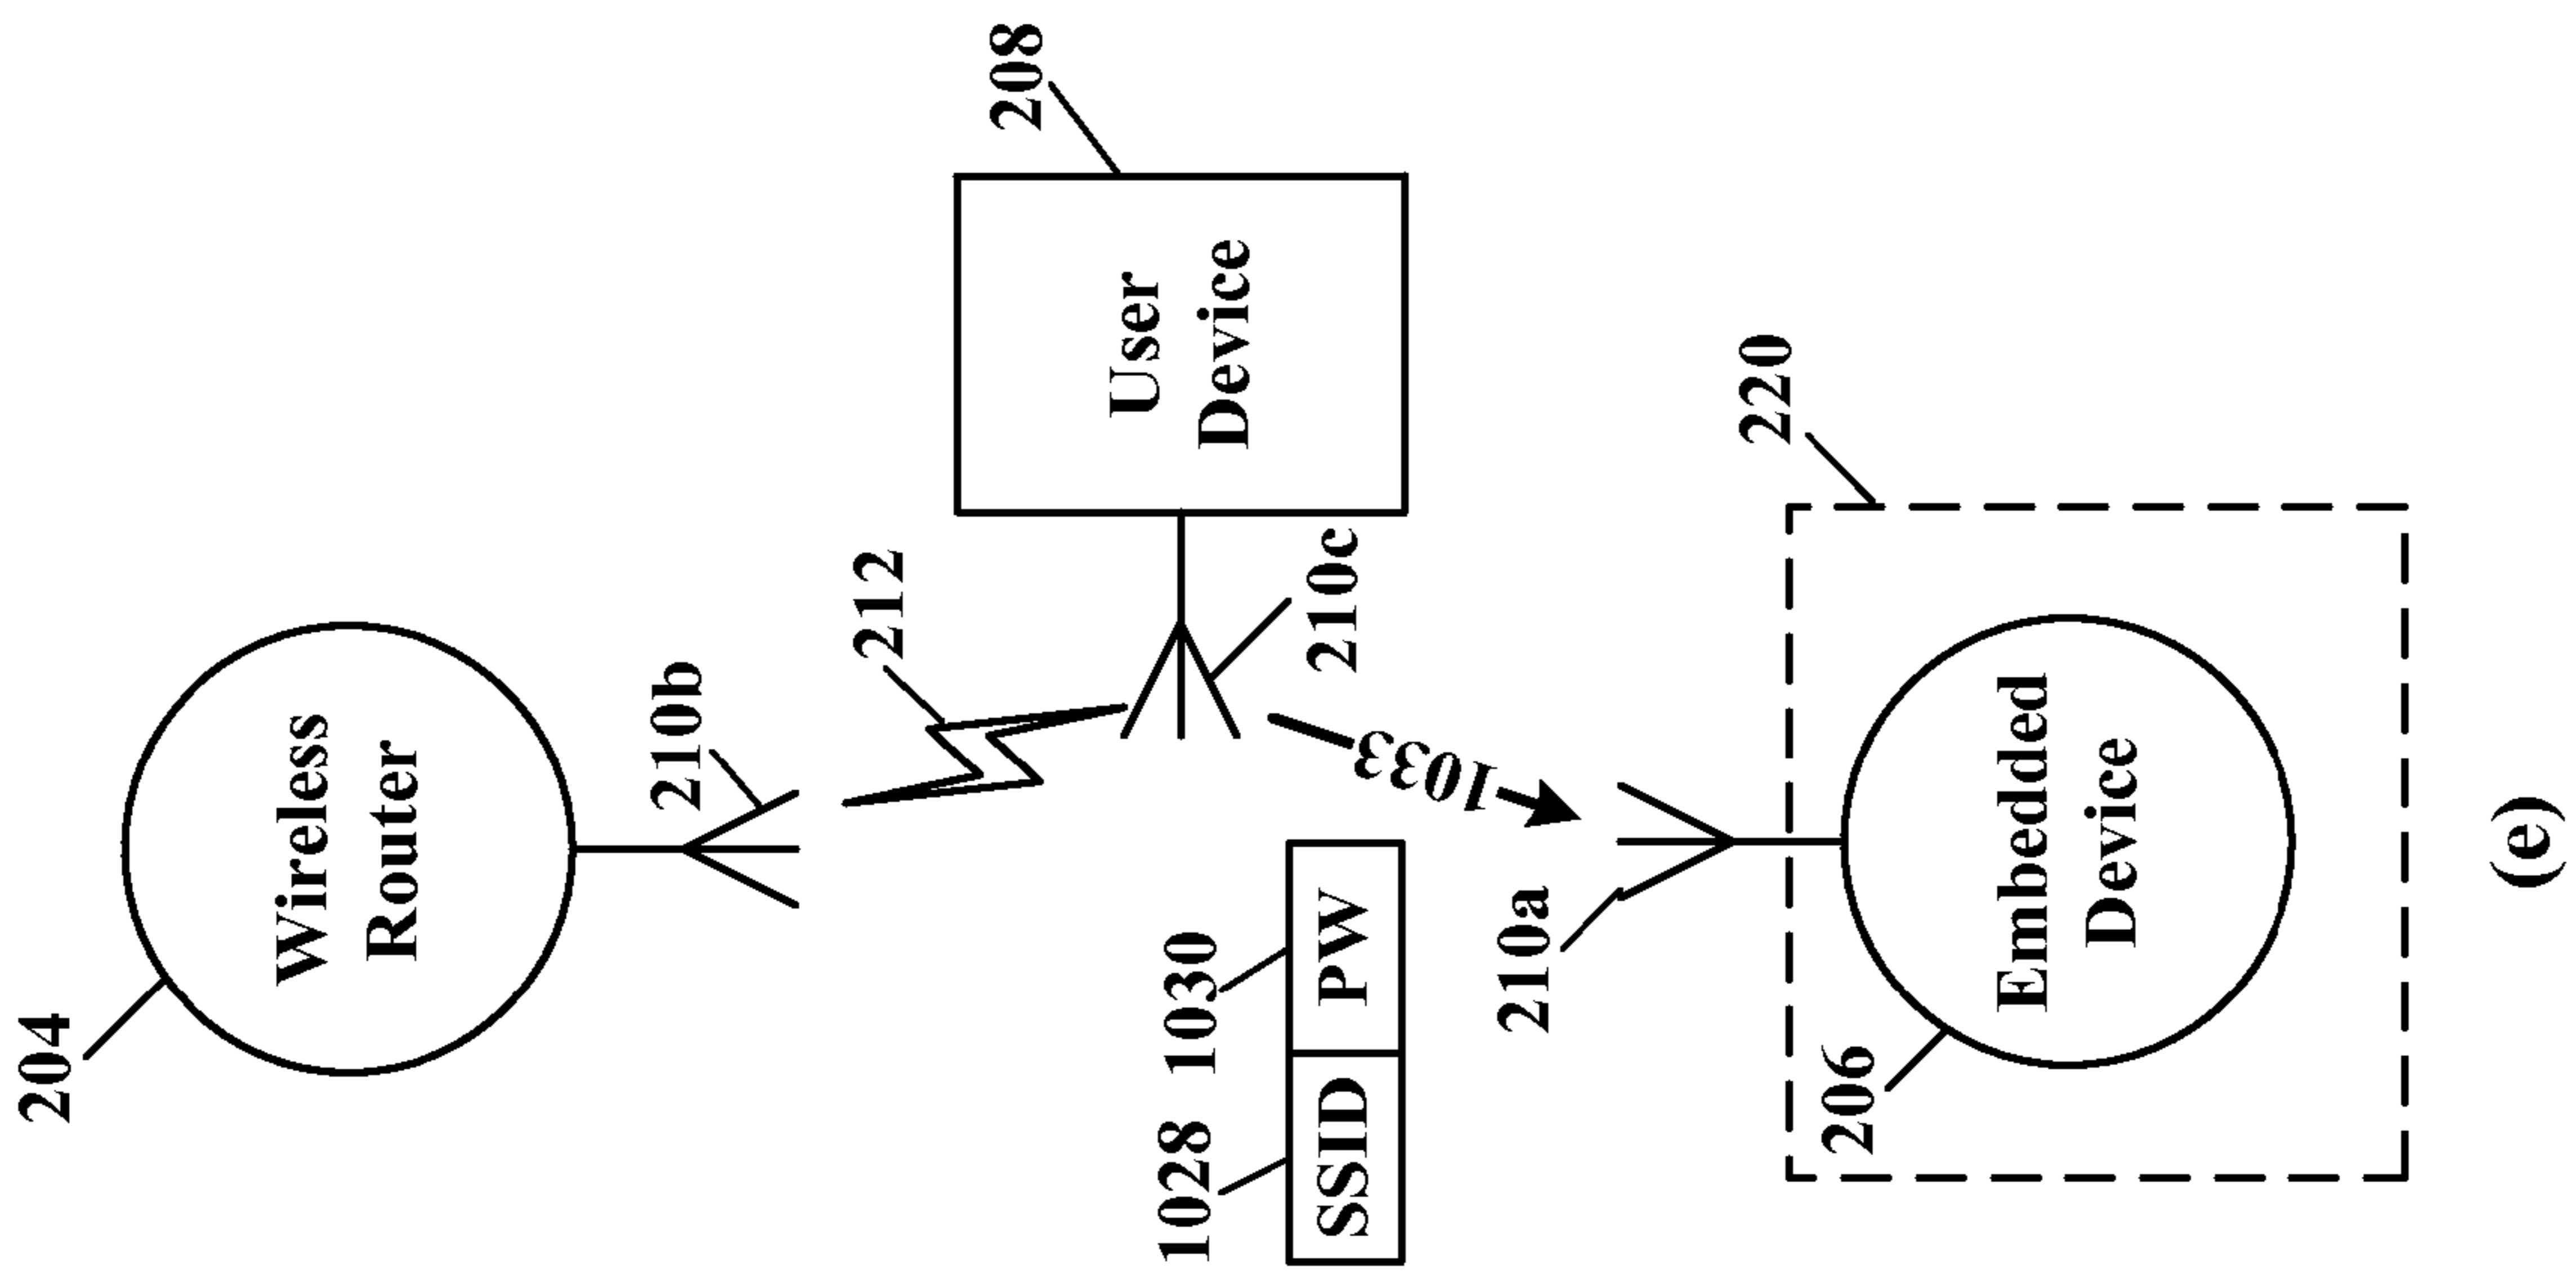 204
Wireless
Router
210b
212
208
User
Device
210c
1033
1028
1030
SSID
PW
210a
220
206
Embedded
Device
(e)